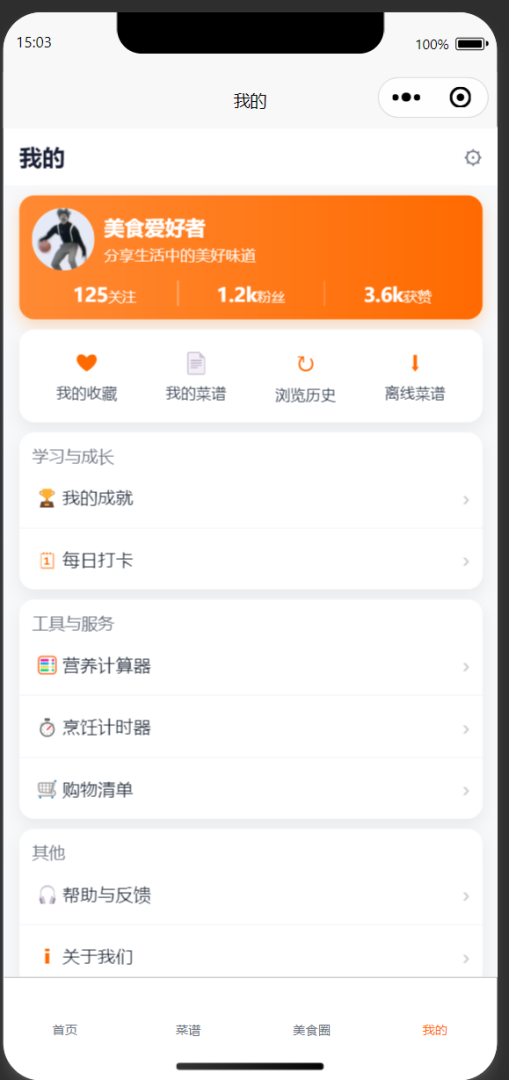 15:03
100%
我的
我的
美食爱好者
分享生活中的美好味道
125关注 1.2k粉丝 3.6k获赞
我的收藏 我的菜谱 浏览历史 离线菜谱
学习与成长
我的成就
1 每日打卡
工具与服务
营养计算器
烹饪计时器
购物清单
其他
帮助与反馈
i 关于我们
首页 菜谱 美食圈 我的